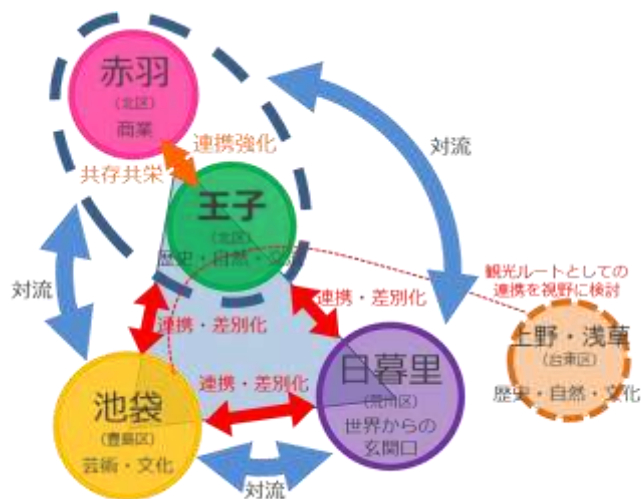 赤羽
(北区)
商業
連携強化
共存共栄
対流
王子
(北区)
歴史・自然・文化
観光ルートとしての
連携を視野に検討
対流
連携・差別化
連携・差別化
上野・浅草
(台東区)
歴史・自然・文化
連携・差別化
日暮里
(荒川区)
世界からの
玄関口
池袋
(豊島区)
芸術・文化
対流